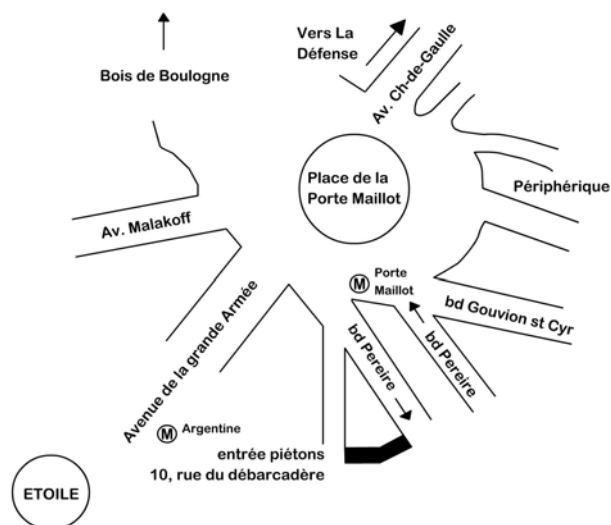 Vers La
Défense
Bois de Boulogne
Av. Ch-de-Gaulle
Place de la
Porte Maillot
Périphérique
Av. Malakoff
M Porte
Maillot
bd Gouvion st Cyr
Avenue de la grande Armée
bd Pereire
bd Pereire
M Argentine
entrée piétons
10, rue du débarcadère
ETOILE